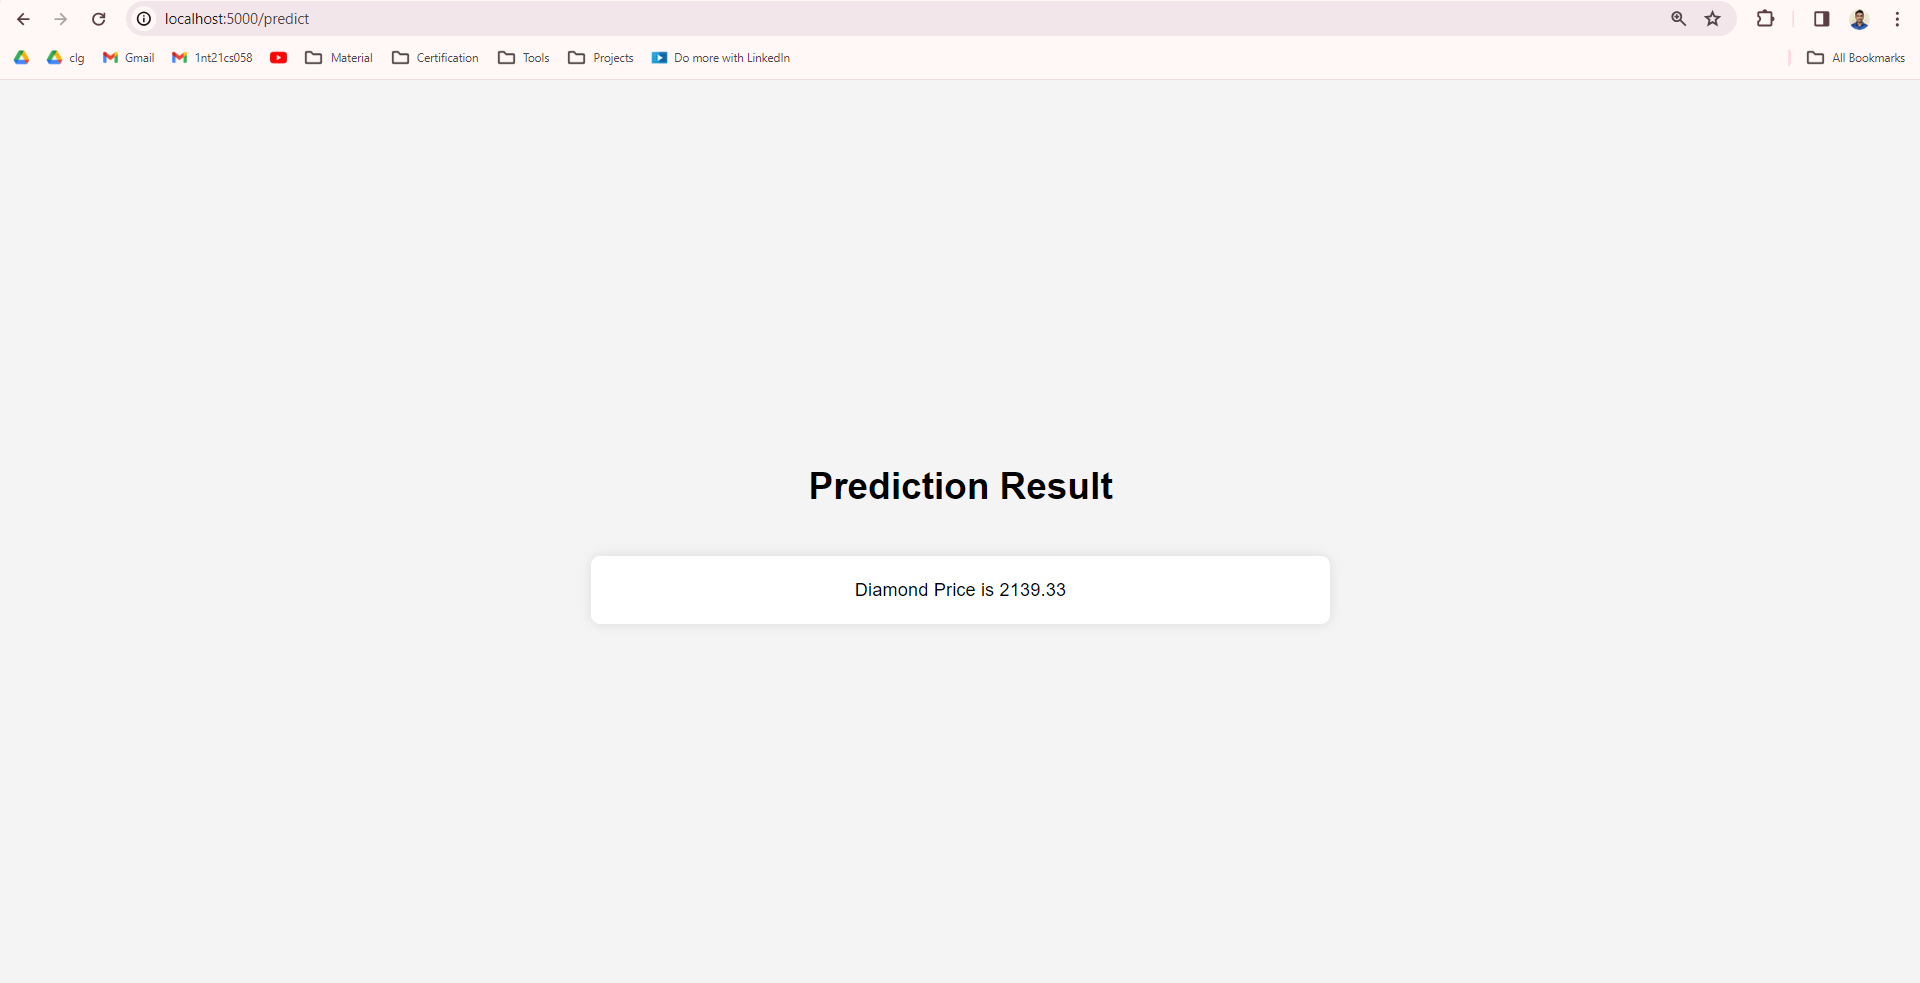 localhost:5000/predict
clg Gmail 1nt21cs058 Material Certification Tools Projects Do more with LinkedIn All Bookmarks
Prediction Result
Diamond Price is 2139.33